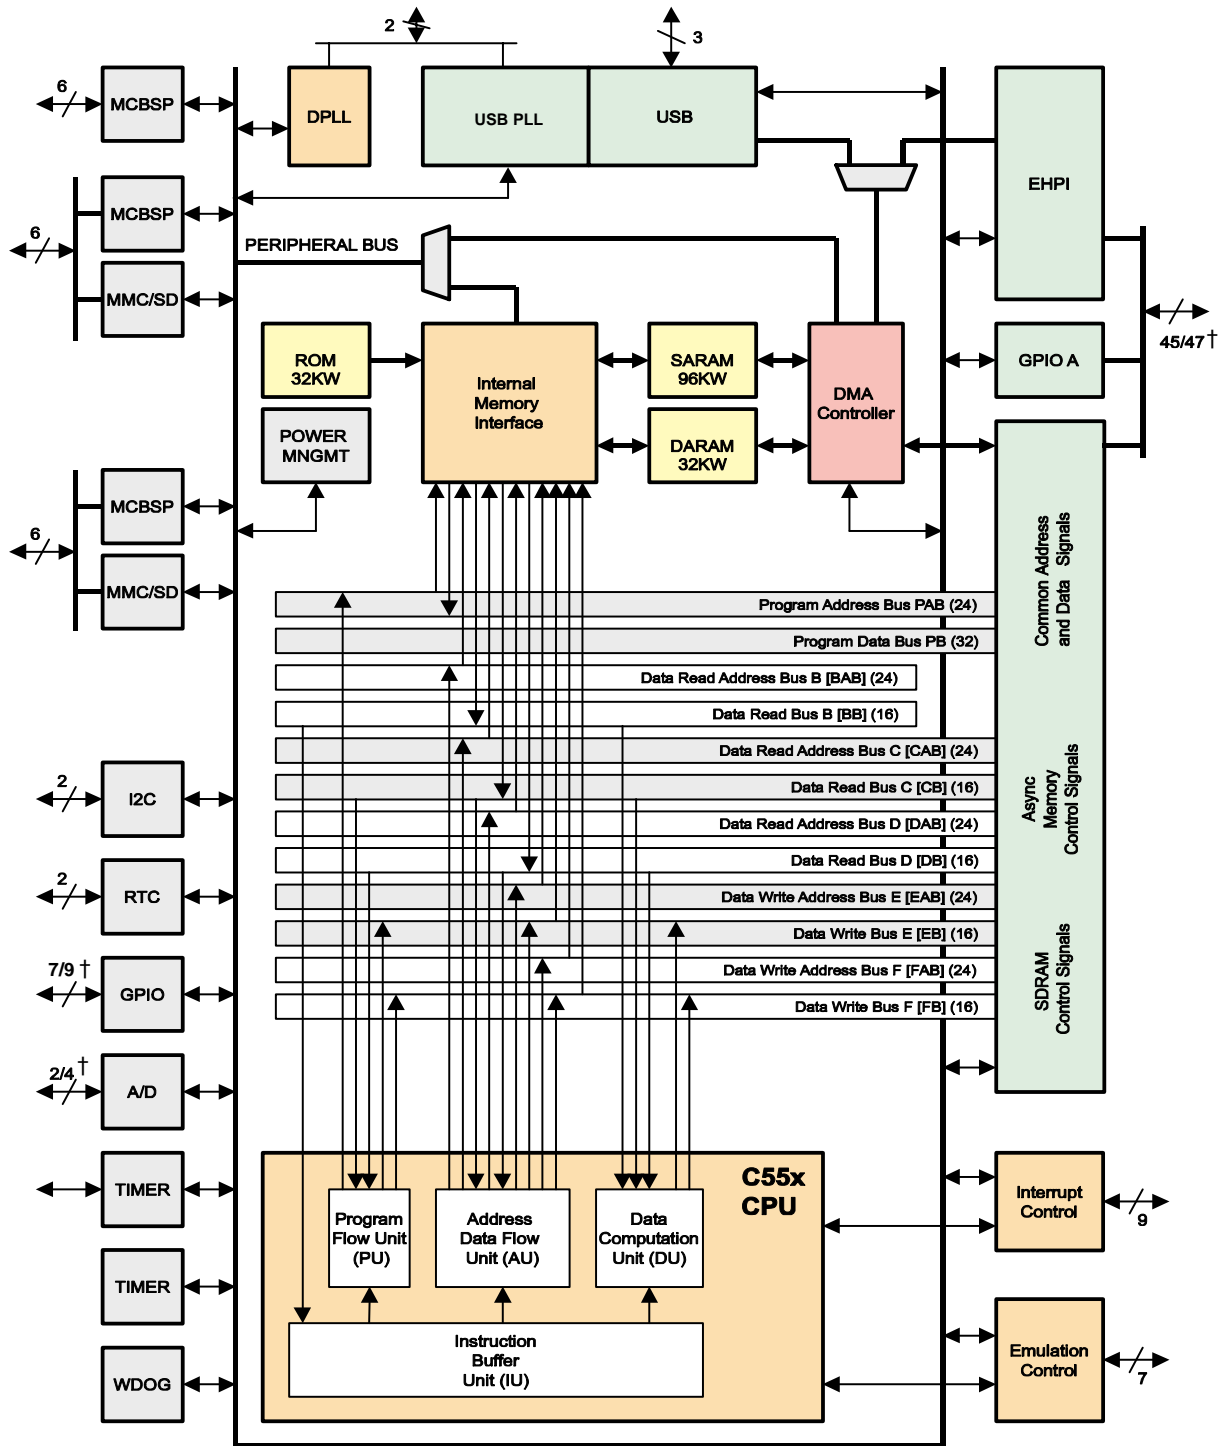 2
3
6
MCBSP
DPLL
USB PLL
USB
EHPI
6
MCBSP
MMC/SD
PERIPHERAL BUS
45/47†
ROM
32KW
Internal
Memory
Interface
SARAM
96KW
DMA
Controller
GPIO A
POWER
MNGMT
DARAM
32KW
6
MCBSP
MMC/SD
Common Address
and Data Signals
Async
Memory
Control Signals
SDRAM
Control Signals
Program Address Bus PAB (24)
Program Data Bus PB (32)
Data Read Address Bus B [BAB] (24)
Data Read Bus B [BB] (16)
Data Read Address Bus C [CAB] (24)
Data Read Bus C [CB] (16)
Data Read Address Bus D [DAB] (24)
Data Read Bus D [DB] (16)
Data Write Address Bus E [EAB] (24)
Data Write Bus E [EB] (16)
Data Write Address Bus F [FAB] (24)
Data Write Bus F [FB] (16)
2
I2C
2
RTC
7/9 †
GPIO
2/4 †
A/D
TIMER
TIMER
WDOG
C55x
CPU
Program
Flow Unit
(PU)
Address
Data Flow
Unit (AU)
Data
Computation
Unit (DU)
Instruction
Buffer
Unit (IU)
Interrupt
Control
9
Emulation
Control
7